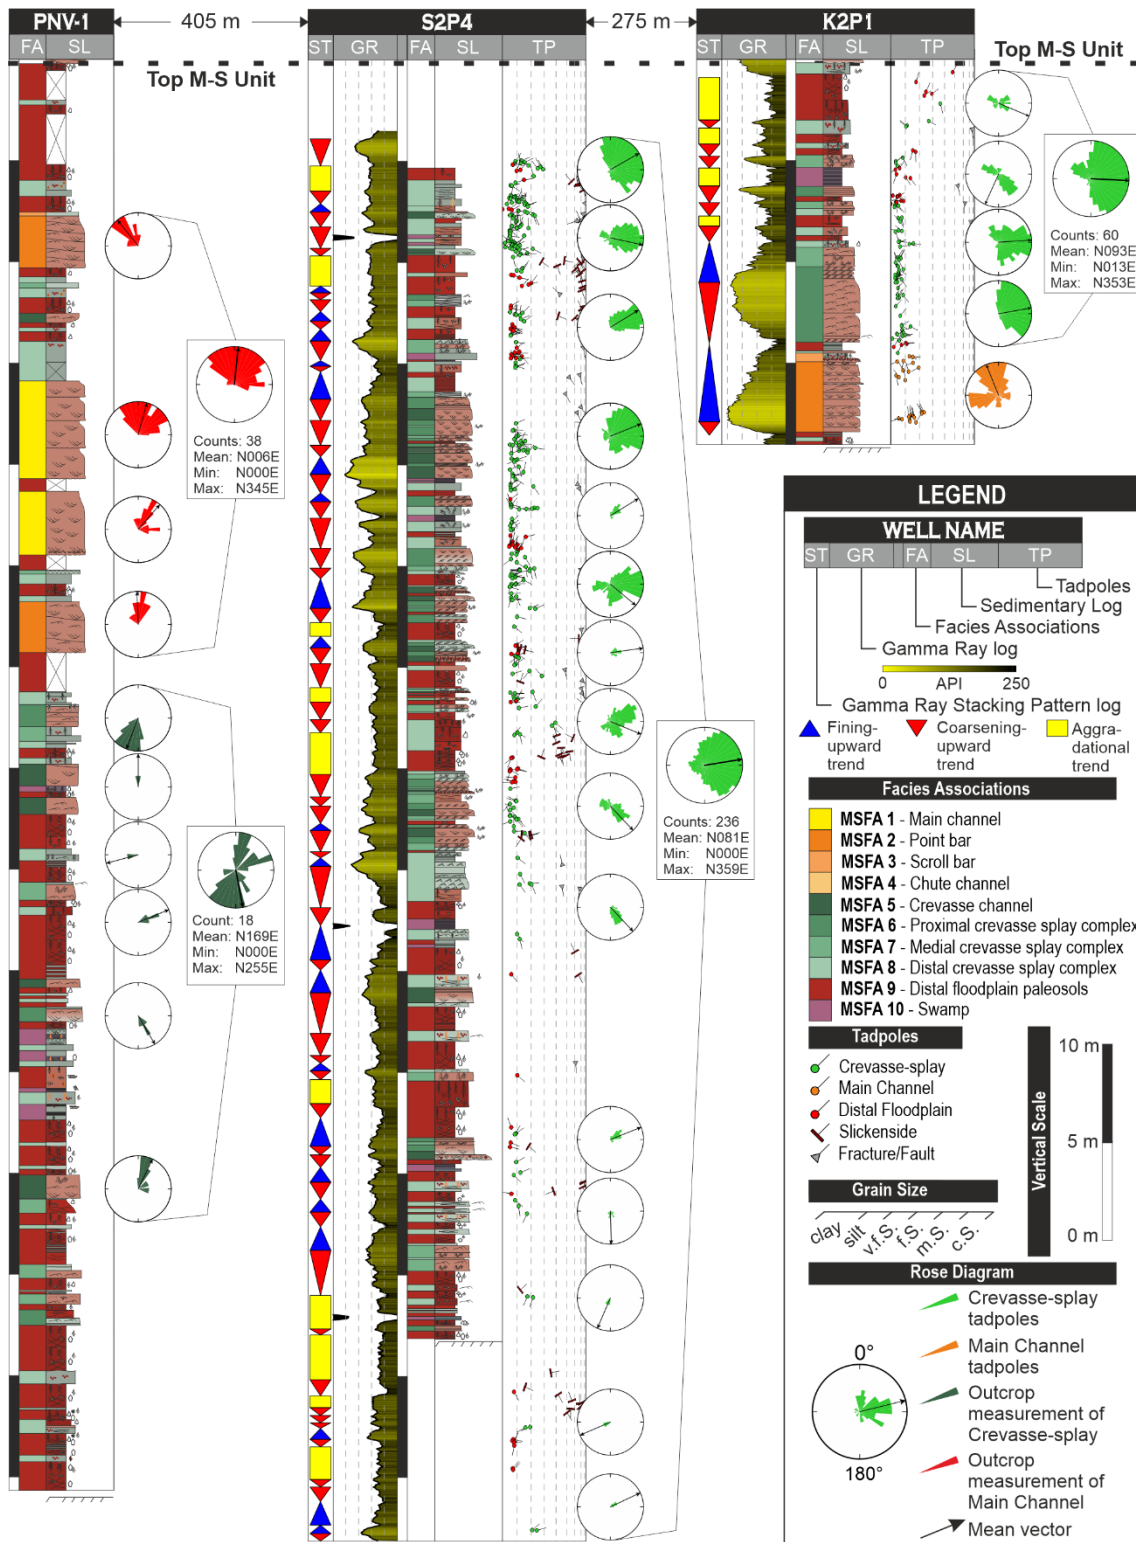 PNV-1
405 m
S2P4
275 m
K2P1
FA
SL
ST
GR
FA
TP
ST
GR
FA
SL
TP
Top M-S Unit
Top M-S Unit
Counts: 60
Mean: N093E
Min: N013E
Max: N353E
Counts: 38
Mean: N006E
Min: N000E
Max: N345E
Counts: 236
Mean: N081E
Min: N000E
Max: N359E
Count: 18
Mean: N169E
Min: N000E
Max: N255E
LEGEND
WELL NAME
ST
GR
FA
SL
TP
Tadpoles
Sedimentary Log
Facies Associations
Gamma Ray log
0
API
250
Gamma Ray Stacking Pattern log
Fining-upward trend
Coarsening-upward trend
Aggra-dational trend
Facies Associations
MSFA 1 - Main channel
MSFA 2 - Point bar
MSFA 3 - Scroll bar
MSFA 4 - Chute channel
MSFA 5 - Crevasse channel
MSFA 6 - Proximal crevasse splay complex
MSFA 7 - Medial crevasse splay complex
MSFA 8 - Distal crevasse splay complex
MSFA 9 - Distal floodplain paleosols
MSFA 10 - Swamp
Tadpoles
Crevasse-splay
Main Channel
Distal Floodplain
Slickenside
Fracture/Fault
Vertical Scale
10 m
5 m
0 m
Grain Size
clay
silt
v.f.S.
f.S.
m.S.
c.S.
Rose Diagram
0°
180°
Crevasse-splay
tadpoles
Main Channel
tadpoles
Outcrop
measurement of
Crevasse-splay
Outcrop
measurement of
Main Channel
Mean vector